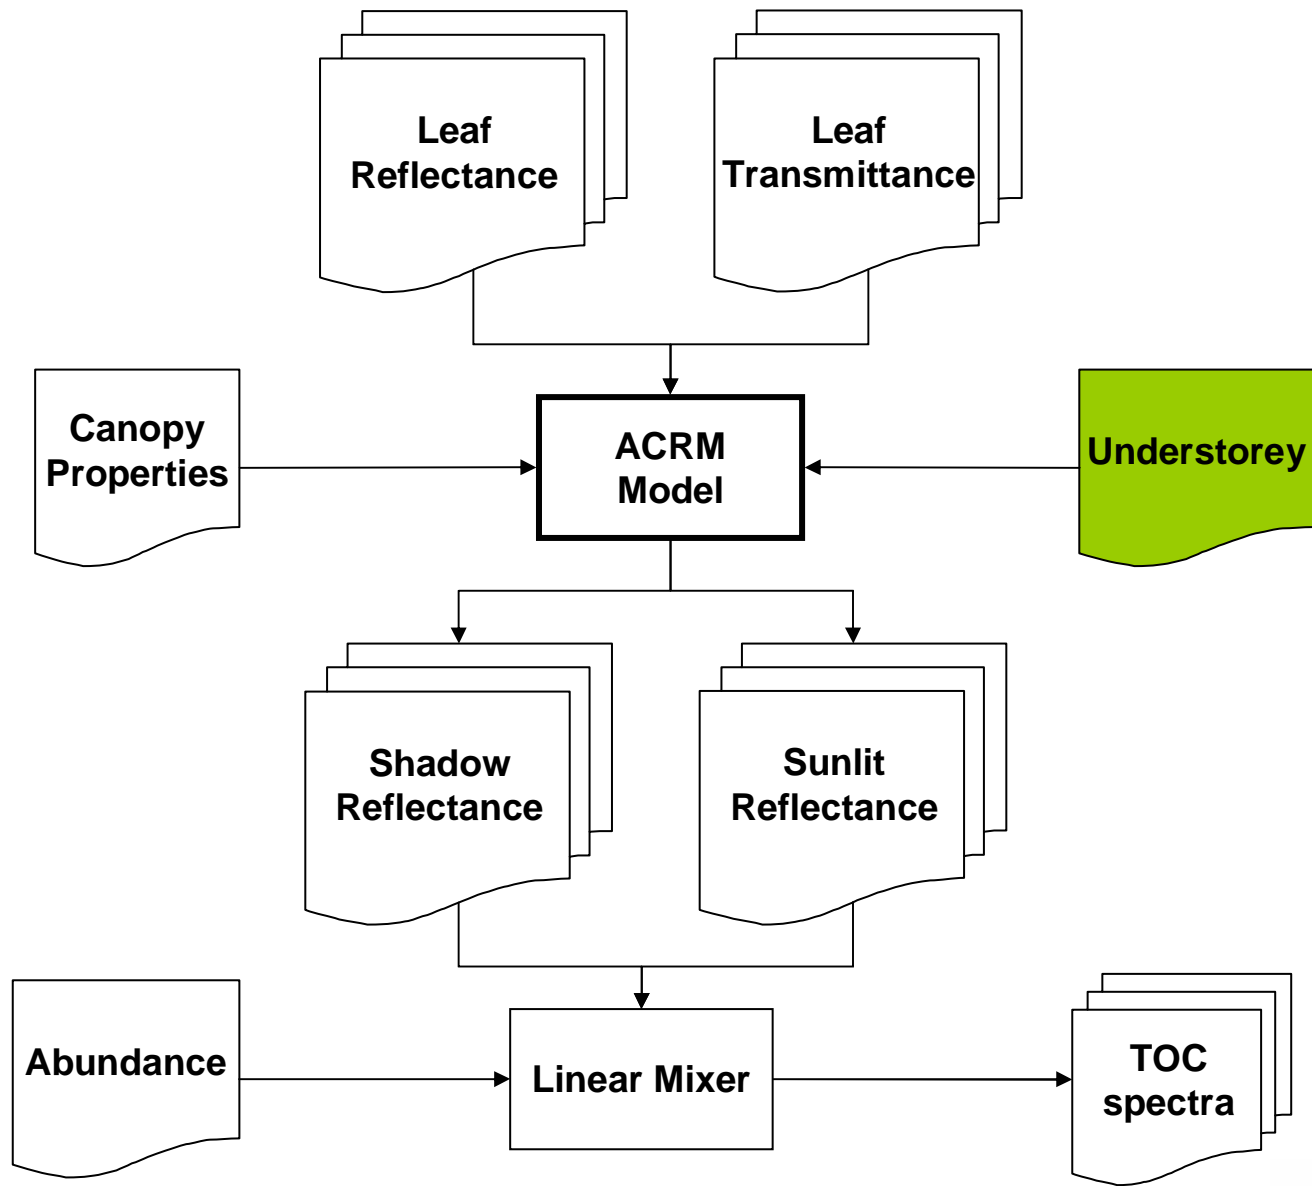 Leaf
Reflectance
Leaf
Transmittance
Canopy
Properties
ACRM
Model
Understorey
Shadow
Reflectance
Sunlit
Reflectance
Abundance
Linear Mixer
TOC
spectra